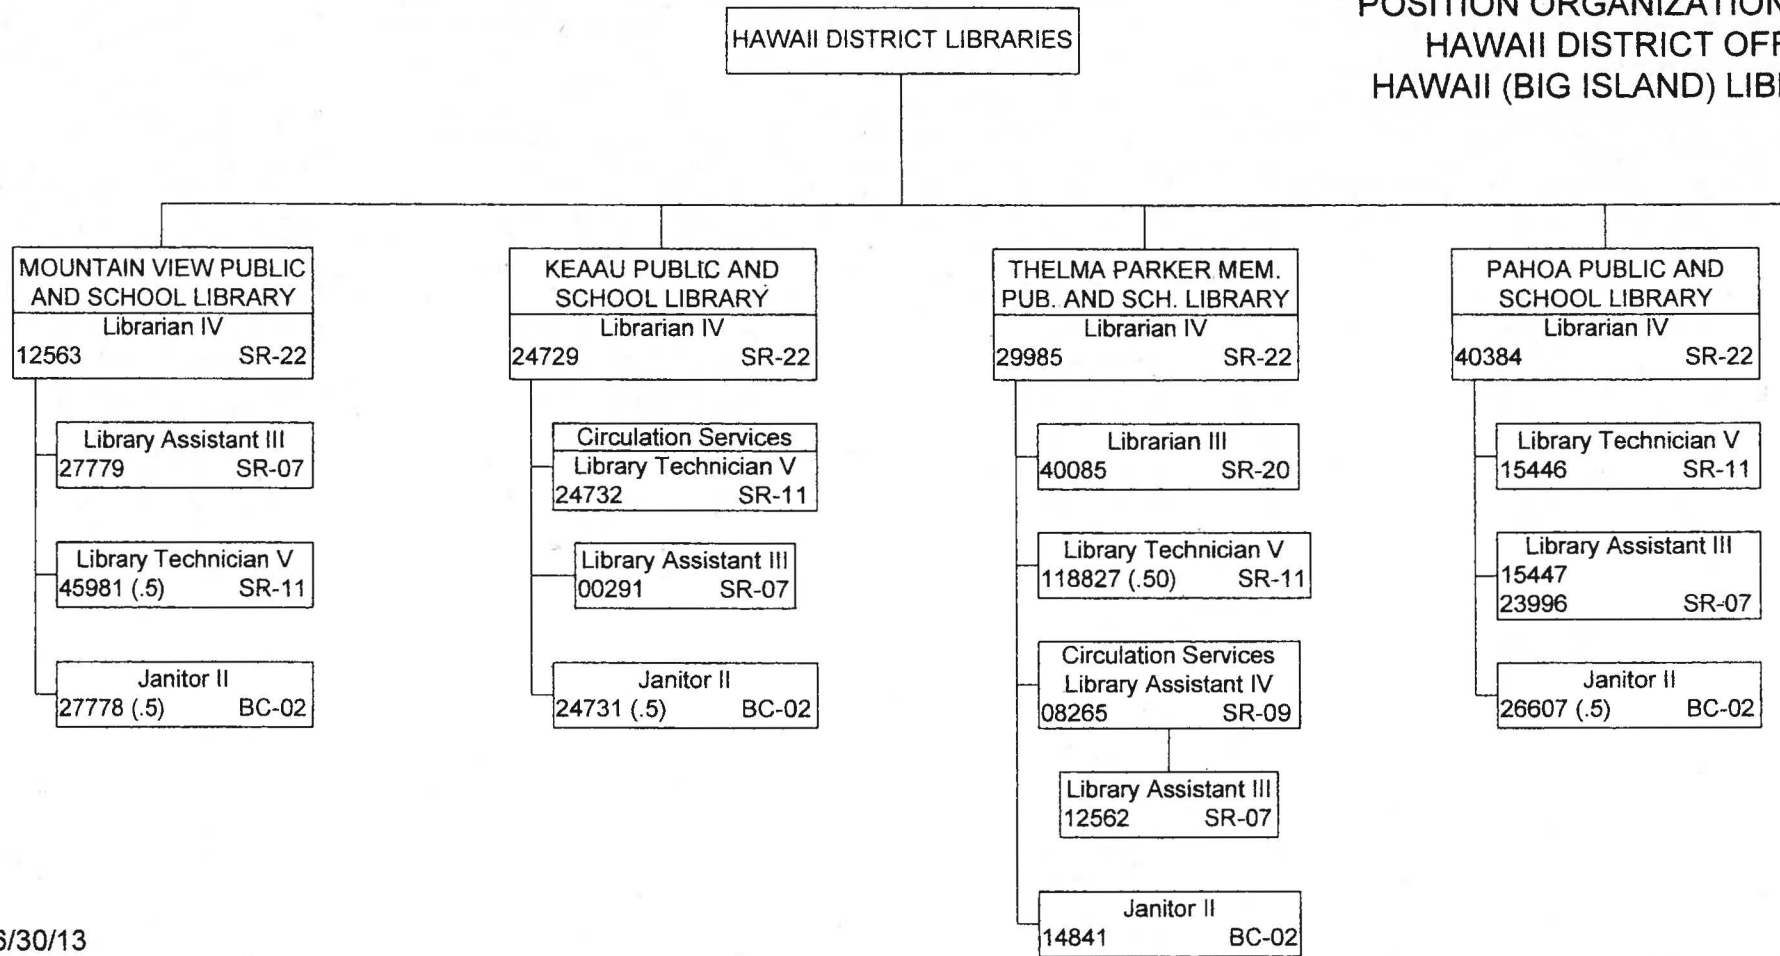 POSITION ORGANIZATION
HAWAII DISTRICT OFF
HAWAII (BIG ISLAND) LIB
HAWAII DISTRICT LIBRARIES
MOUNTAIN VIEW PUBLIC
AND SCHOOL LIBRARY
Librarian IV
12563 SR-22
Library Assistant III
27779 SR-07
Library Technician V
45981 (.5) SR-11
Janitor II
27778 (.5) BC-02
KEAAU PUBLIC AND
SCHOOL LIBRARY
Librarian IV
24729 SR-22
Circulation Services
Library Technician V
24732 SR-11
Library Assistant III
00291 SR-07
Janitor II
24731 (.5) BC-02
THELMA PARKER MEM.
PUB. AND SCH. LIBRARY
Librarian IV
29985 SR-22
Librarian III
40085 SR-20
Library Technician V
118827 (.50) SR-11
Circulation Services
Library Assistant IV
08265 SR-09
Library Assistant III
12562 SR-07
Janitor II
14841 BC-02
PAHOA PUBLIC AND
SCHOOL LIBRARY
Librarian IV
40384 SR-22
Library Technician V
15446 SR-11
Library Assistant III
15447
23996 SR-07
Janitor II
26607 (.5) BC-02
6/30/13